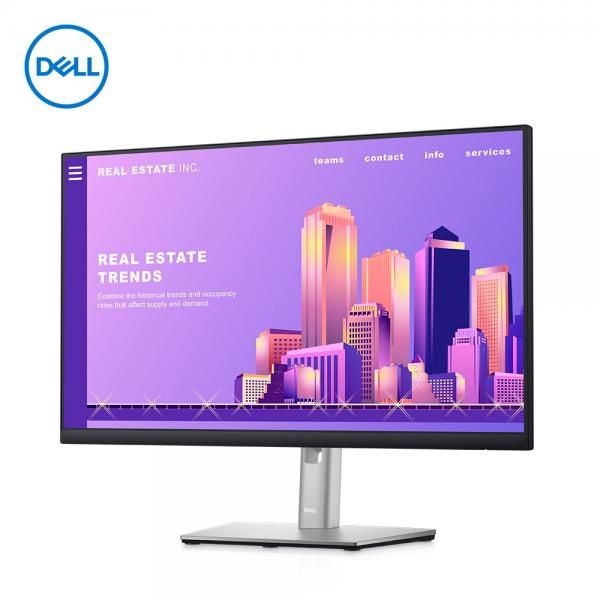 DELL
teams contact info services
REAL ESTATE INC.
REAL ESTATE
TRENDS
Examine the historical trends and occupancy
rates that affect supply and demand.
DELL